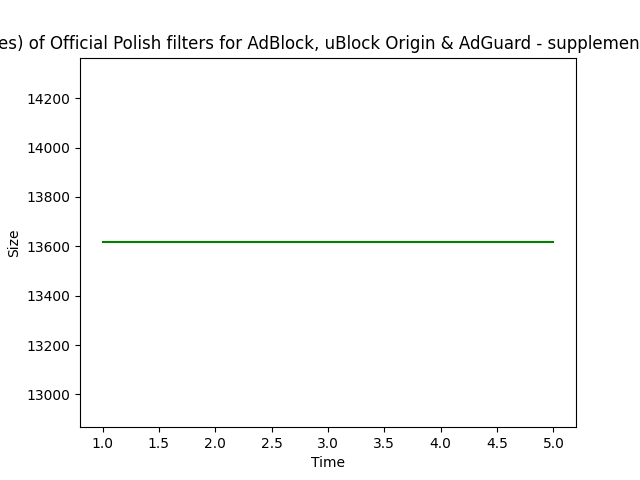 es) of Official Polish filters for AdBlock, uBlock Origin & AdGuard - supplemen
14200
14000
13800
13600
13400
13200
13000
Size
1.0 1.5 2.0 2.5 3.0 3.5 4.0 4.5 5.0
Time